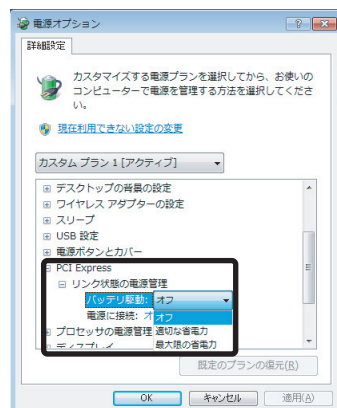 電源オプション
詳細設定
カスタマイズする電源プランを選択してから、お使いの
コンピューターで電源を管理する方法を選択してくださ
い。
現在利用できない設定の変更
カスタム プラン 1 [アクティブ]
デスクトップの背景の設定
ワイヤレス アダプターの設定
スリープ
USB 設定
電源ボタンとカバー
PCI Express
リンク状態の電源管理
バッテリ駆動: オフ
電源に接続: オ オフ
プロセッサの電源管理 適切な省電力
ディスプレイ 最大限の省電力
既定のプランの復元(R)
OK キャンセル 適用(A)